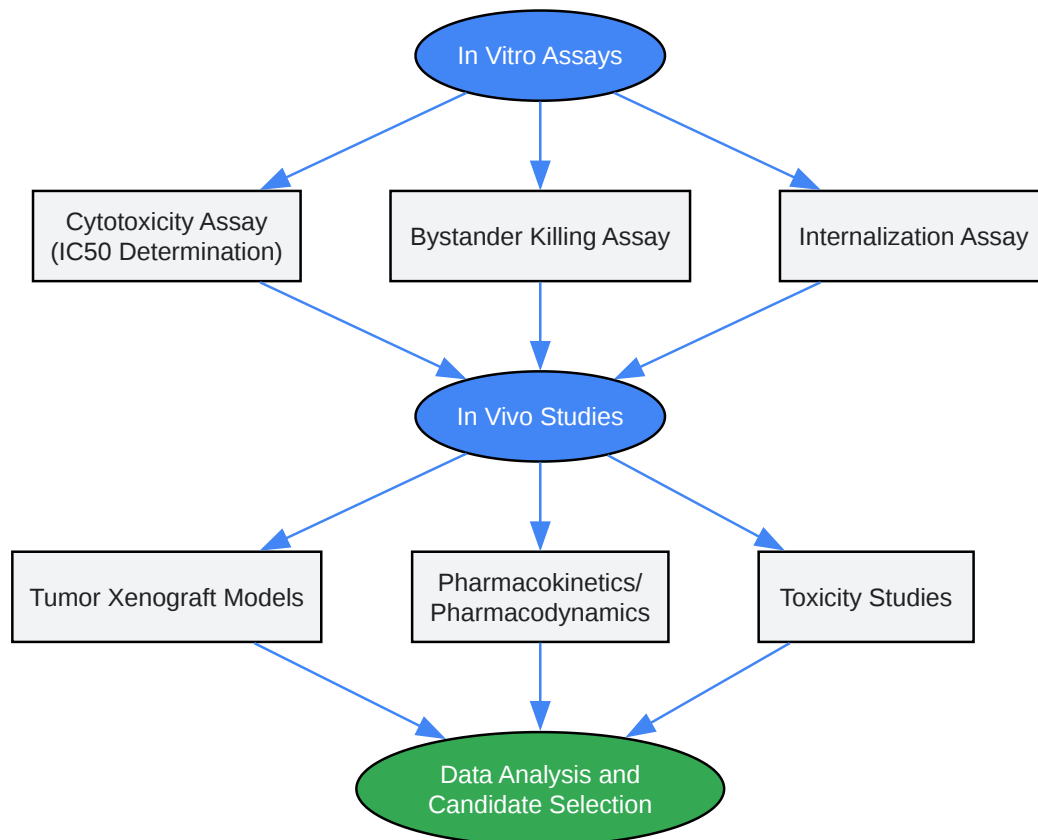 In Vitro Assays
Cytotoxicity Assay
(IC50 Determination)
Bystander Killing Assay
Internalization Assay
In Vivo Studies
Tumor Xenograft Models
Pharmacokinetics/
Pharmacodynamics
Toxicity Studies
Data Analysis and
Candidate Selection